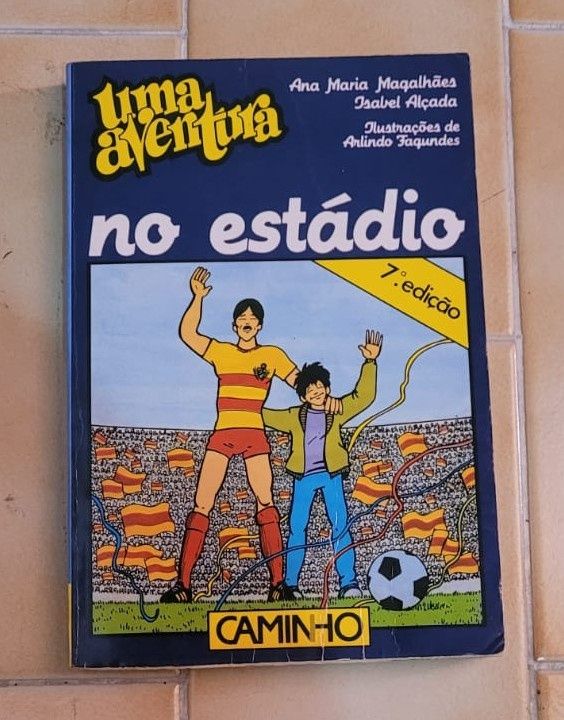 uma
aventura
Ana Maria Magalhães
Isabel Alçada
Ilustrações de
Arlindo Fagundes
no estádio
7.ª edição
CAMINHO